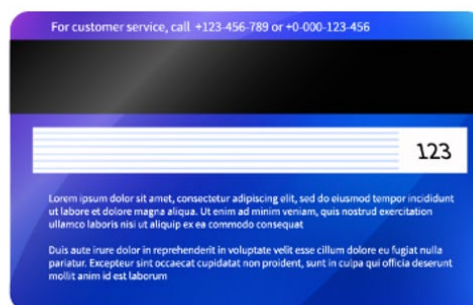 For customer service, call +123-456-789 or +0-000-123-456
123
Lorem ipsum dolor sit amet, consectetur adipiscing elit, sed do eiusmod tempor incididunt
ut labore et dolore magna aliqua. Ut enim ad minim veniam, quis nostrud exercitation
ullamco laboris nisi ut aliquip ex ea commodo consequat
Duis aute irure dolor in reprehenderit in voluptate velit esse cillum dolore eu fugiat nulla
pariatur. Excepteur sint occaecat cupidatat non proident, sunt in culpa qui officia deserunt
mollit anim id est laborum